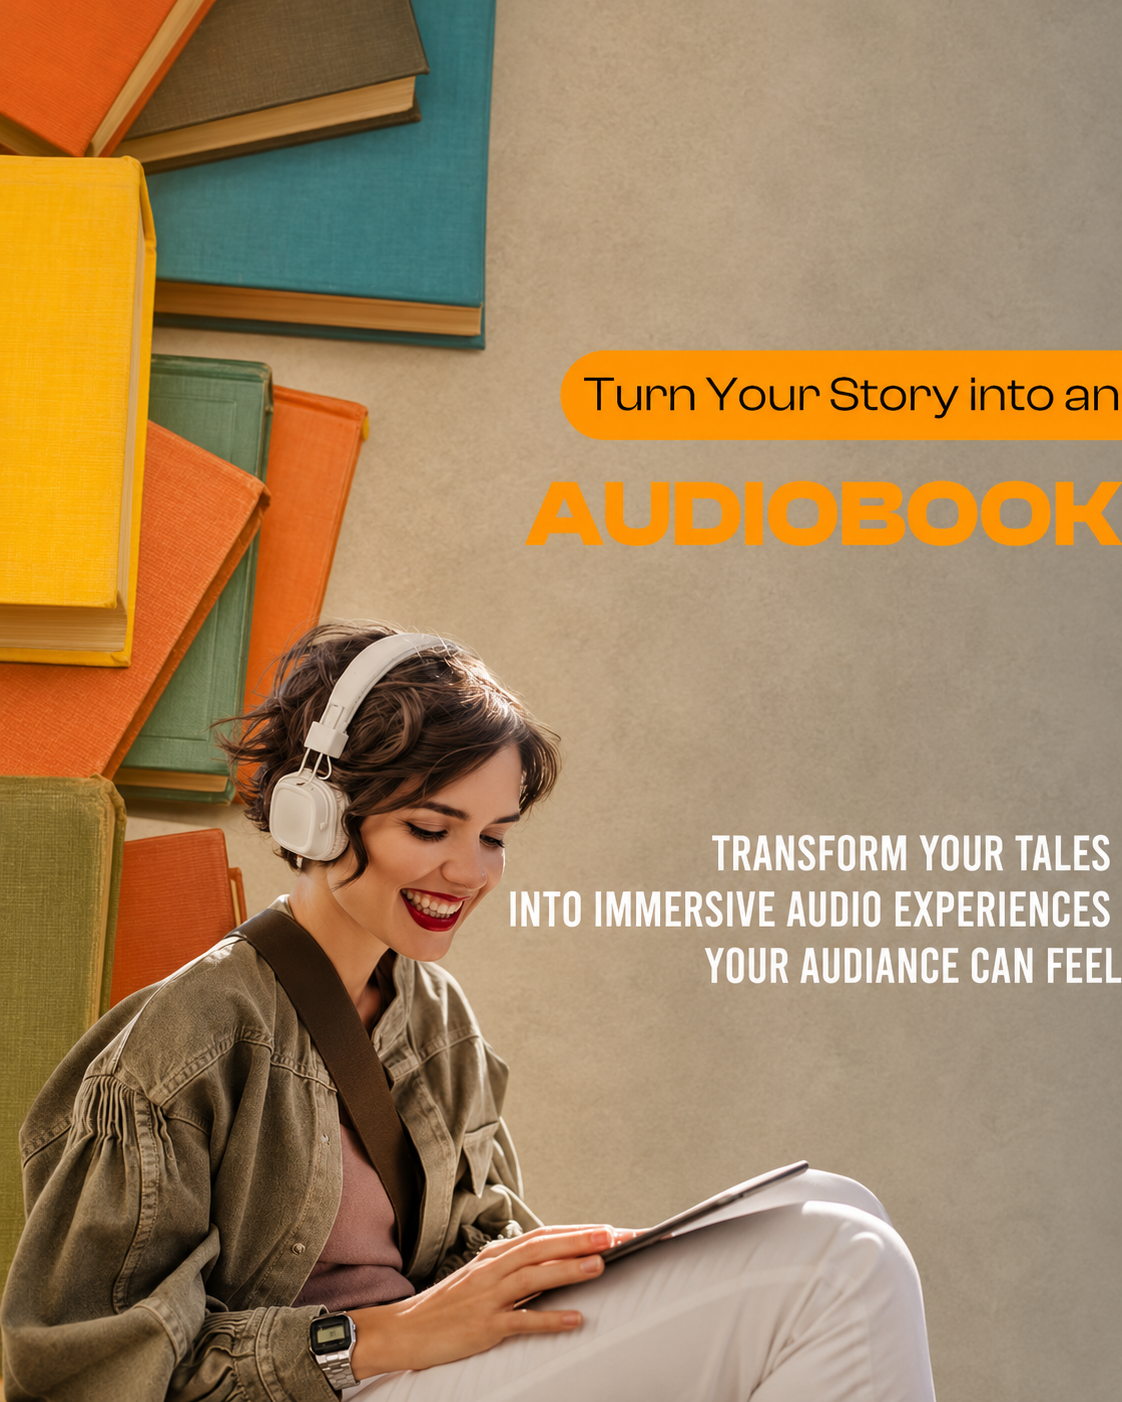 Turn Your Story into an
AUDIOBOOK
TRANSFORM YOUR TALES
INTO IMMERSIVE AUDIO EXPERIENCES
YOUR AUDIANCE CAN FEEL